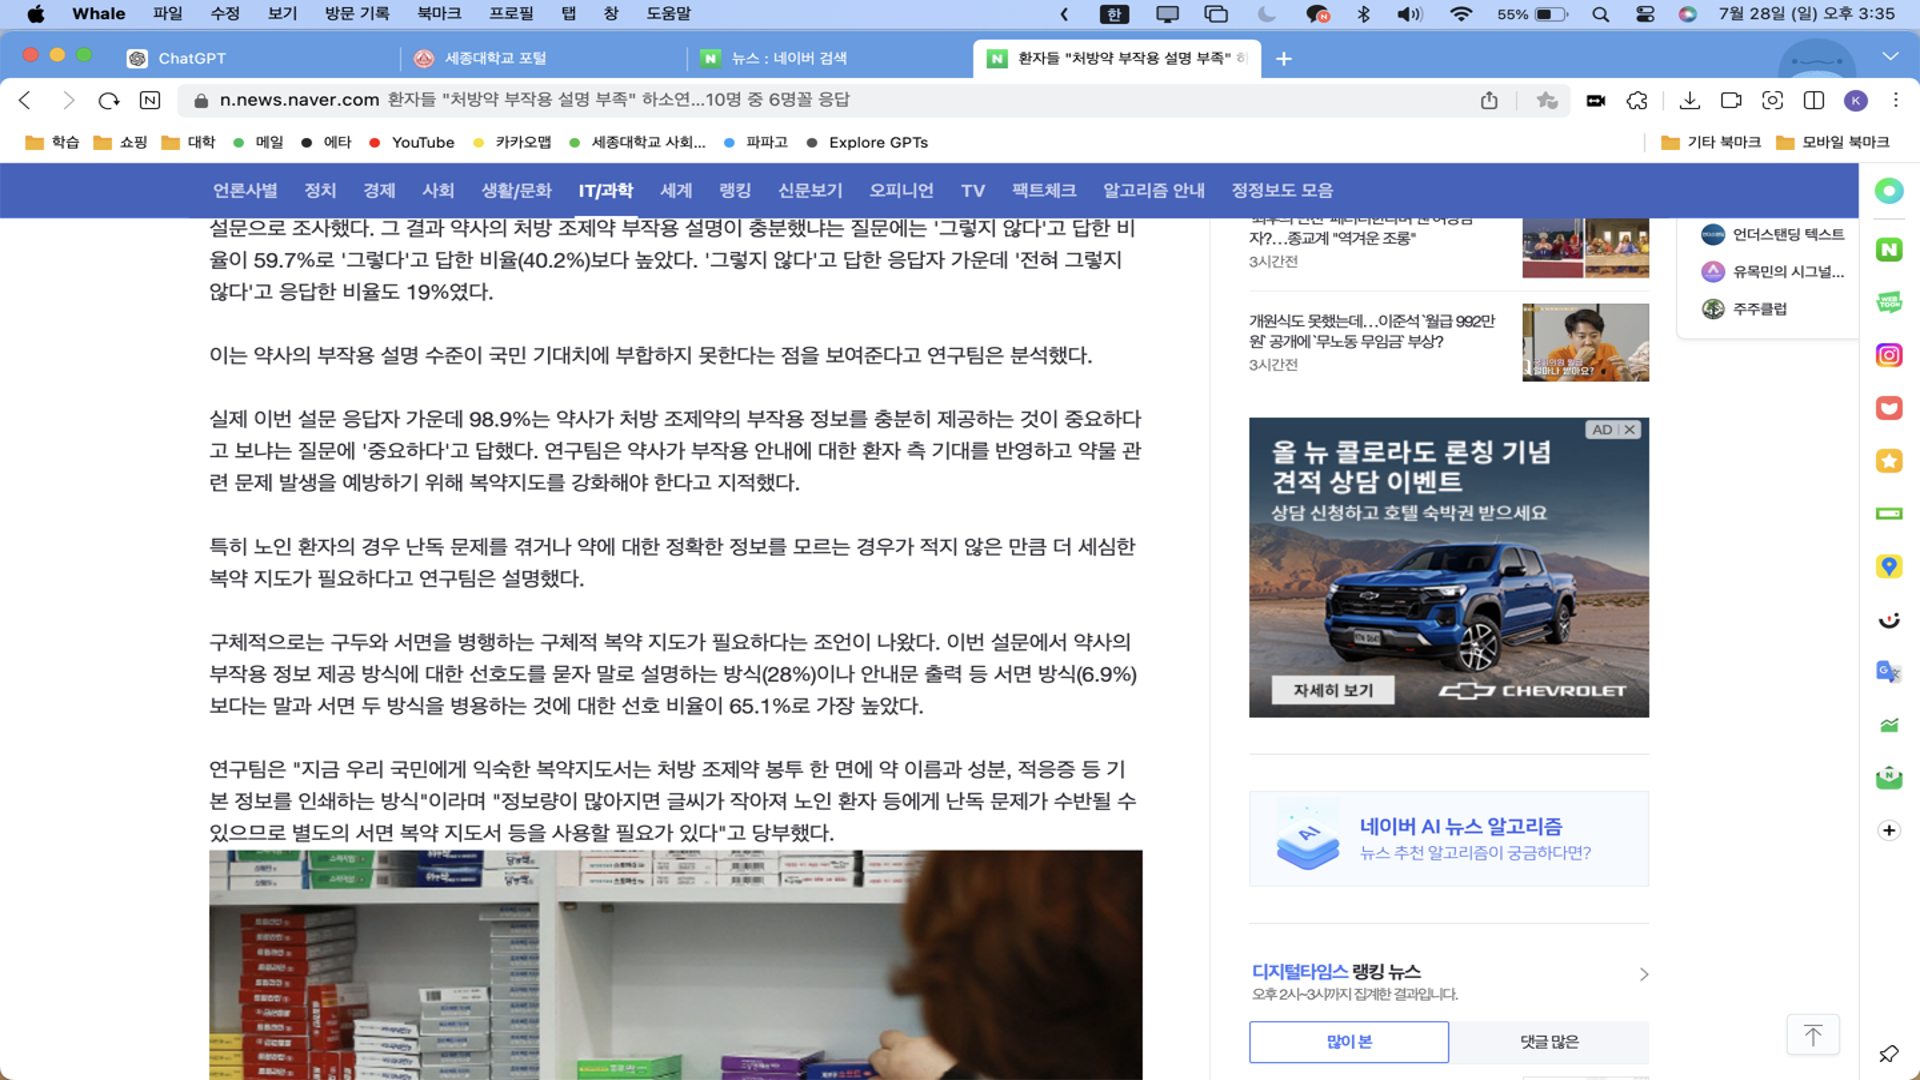 Whale 파일 수정 보기 방문 기록 북마크 프로필 탭 창 도움말 한 55% 7월 28일 (일) 오후 3:35
ChatGPT 세종대학교 포털 뉴스 : 네이버 검색 환자들 "처방약 부작용 설명 부족" 하
n.news.naver.com 환자들 "처방약 부작용 설명 부족" 하소연...10명 중 6명꼴 응답 K
학습 쇼핑 대학 메일 에타 YouTube 카카오맵 세종대학교 사회... 파파고 Explore GPTs 기타 북마크 모바일 북마크
언론사별 정치 경제 사회 생활/문화 IT/과학 세계 랭킹 신문보기 오피니언 TV 팩트체크 알고리즘 안내 정정보도 모음
설문으로 조사했다. 그 결과 약사의 처방 조제약 부작용 설명이 충분했냐는 질문에는 '그렇지 않다'고 답한 비
율이 59.7%로 '그렇다'고 답한 비율(40.2%)보다 높았다. '그렇지 않다'고 답한 응답자 가운데 '전혀 그렇지
않다'고 응답한 비율도 19%였다.
이는 약사의 부작용 설명 수준이 국민 기대치에 부합하지 못한다는 점을 보여준다고 연구팀은 분석했다.
실제 이번 설문 응답자 가운데 98.9%는 약사가 처방 조제약의 부작용 정보를 충분히 제공하는 것이 중요하다
고 보냐는 질문에 '중요하다'고 답했다. 연구팀은 약사가 부작용 안내에 대한 환자 측 기대를 반영하고 약물 관
련 문제 발생을 예방하기 위해 복약지도를 강화해야 한다고 지적했다.
특히 노인 환자의 경우 난독 문제를 겪거나 약에 대한 정확한 정보를 모르는 경우가 적지 않은 만큼 더 세심한
복약 지도가 필요하다고 연구팀은 설명했다.
구체적으로는 구두와 서면을 병행하는 구체적 복약 지도가 필요하다는 조언이 나왔다. 이번 설문에서 약사의
부작용 정보 제공 방식에 대한 선호도를 묻자 말로 설명하는 방식(28%)이나 안내문 출력 등 서면 방식(6.9%)
보다는 말과 서면 두 방식을 병용하는 것에 대한 선호 비율이 65.1%로 가장 높았다.
연구팀은 "지금 우리 국민에게 익숙한 복약지도서는 처방 조제약 봉투 한 면에 약 이름과 성분, 적응증 등 기
본 정보를 인쇄하는 방식"이라며 "정보량이 많아지면 글씨가 작아져 노인 환자 등에게 난독 문제가 수반될 수
있으므로 별도의 서면 복약 지도서 등을 사용할 필요가 있다"고 당부했다.
자?…종교계 "역겨운 조롱"
3시간전
개원식도 못했는데…이준석 `월급 992만
원` 공개에 `무노동 무임금` 부상?
3시간전
언더스탠딩 텍스트
유목민의 시그널...
주주클럽
AD
올 뉴 콜로라도 론칭 기념
견적 상담 이벤트
상담 신청하고 호텔 숙박권 받으세요
자세히 보기 CHEVROLET
AI
네이버 AI 뉴스 알고리즘
뉴스 추천 알고리즘이 궁금하다면?
디지털타임스 랭킹 뉴스
오후 2시~3시까지 집계한 결과입니다.
많이 본 댓글 많은